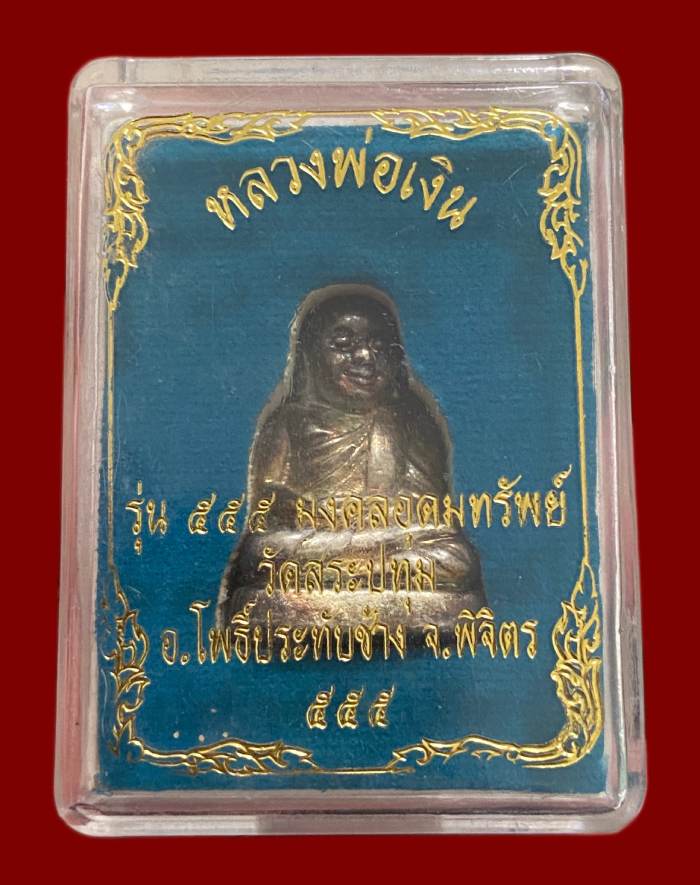 หลวงพ่อเงิน
รุ่น ๕๕๕ มงคลอุดมทรัพย์
วัดสระปทุม
อ.โพธิ์ประทับช้าง จ.พิจิตร
๕๕๕